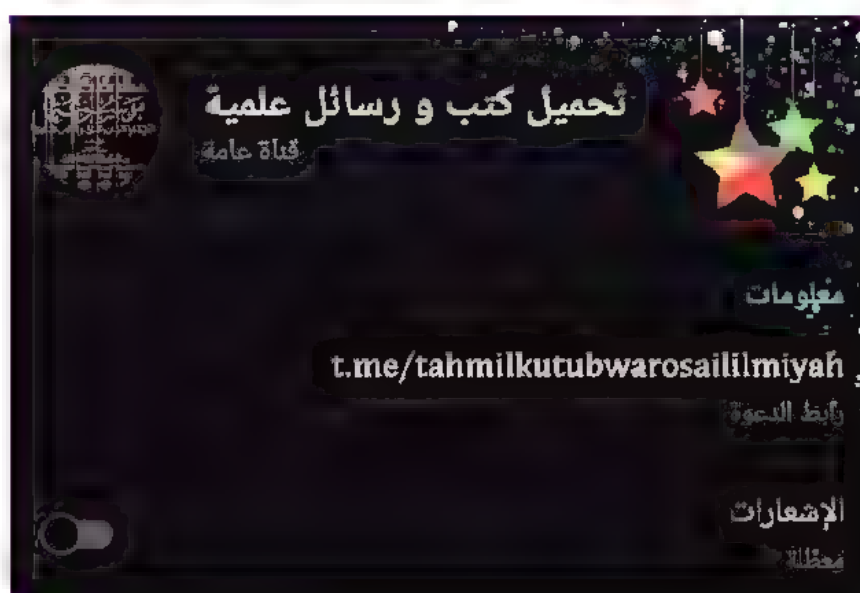 تحميل كتب و رسائل علمية
قناة عامة
معلومات
t.me/tahmilkutubwarosaililmiyah
رابط الدعوة
الإشعارات
معطلة